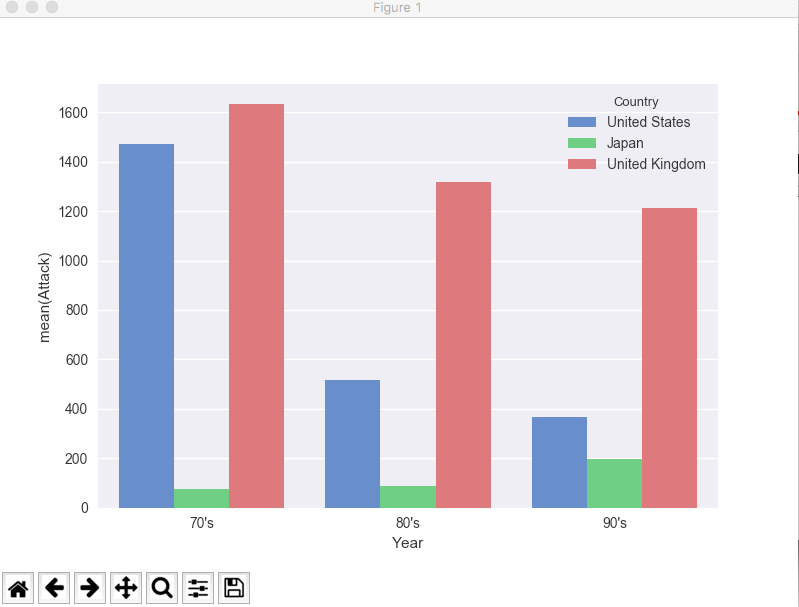 Figure 1
Country
United States
Japan
United Kingdom
1600
1400
1200
1000
800
600
400
200
0
mean(Attack)
70's 80's 90's
Year